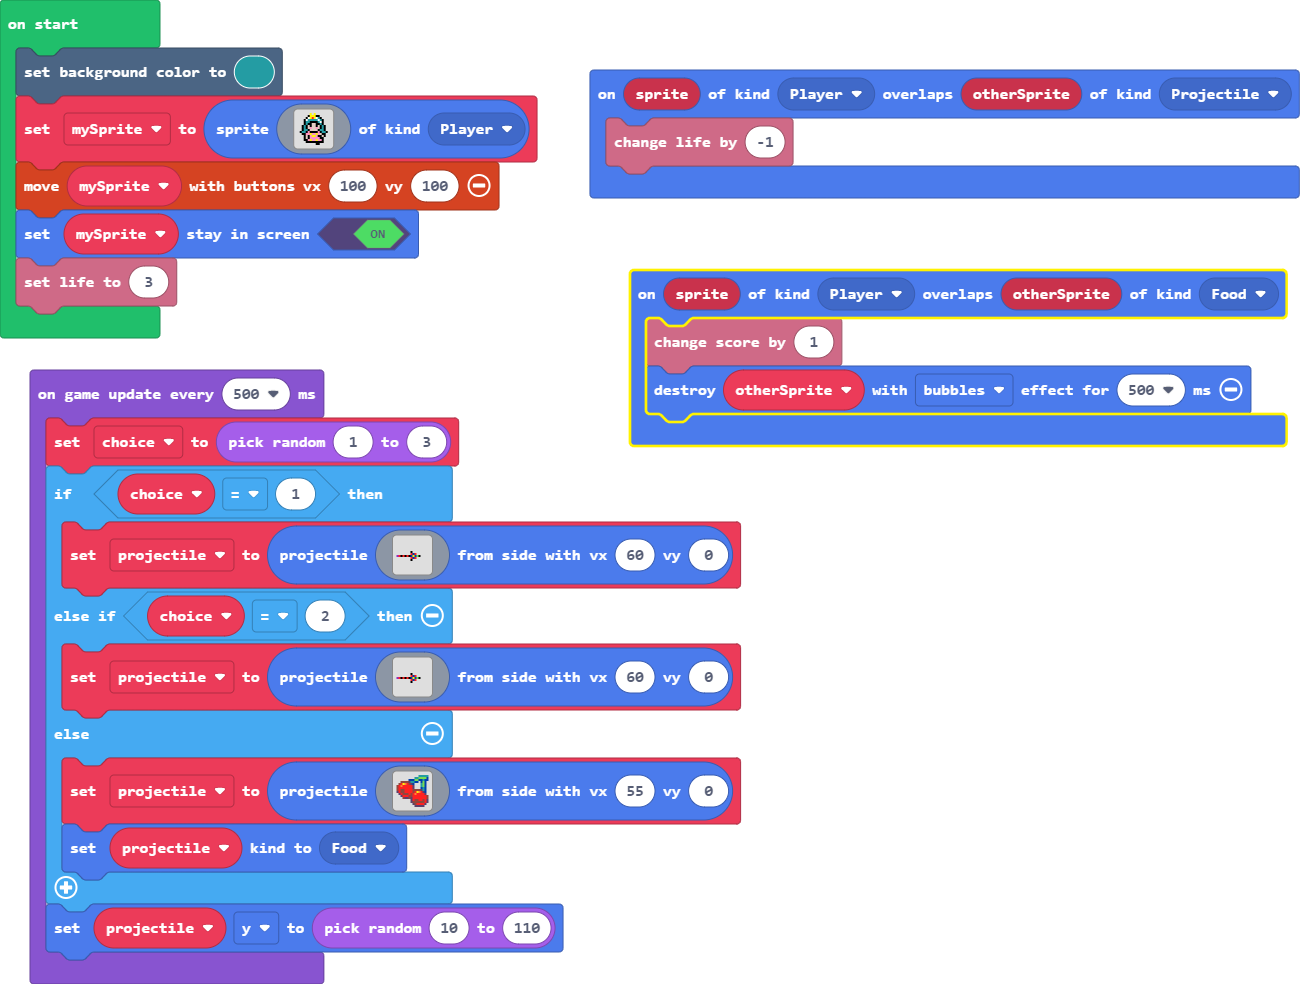 on start
set background color to
set mySprite to sprite of kind Player
move mySprite with buttons vx 100 vy 100
set mySprite stay in screen ON
set life to 3
on sprite of kind Player overlaps otherSprite of kind Projectile
change life by -1
on sprite of kind Player overlaps otherSprite of kind Food
change score by 1
destroy otherSprite with bubbles effect for 500 ms
on game update every 500 ms
set choice to pick random 1 to 3
if choice = 1 then
set projectile to projectile from side with vx 60 vy 0
else if choice = 2 then
set projectile to projectile from side with vx 60 vy 0
else
set projectile to projectile from side with vx 55 vy 0
set projectile kind to Food
set projectile y to pick random 10 to 110